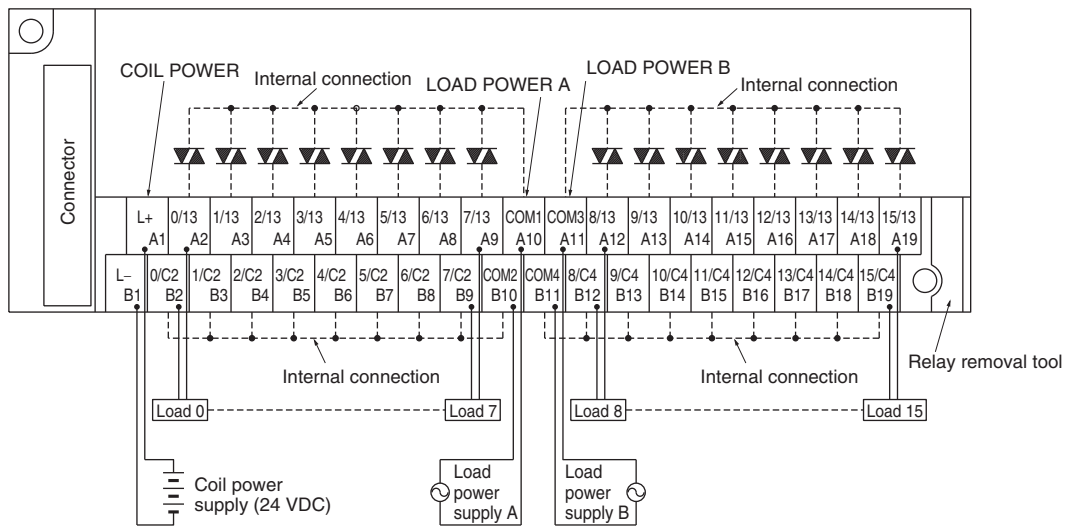 COIL POWER
Internal connection
LOAD POWER A
LOAD POWER B
Internal connection
Connector
L+ 0/13 1/13 2/13 3/13 4/13 5/13 6/13 7/13 COM1 COM3 8/13 9/13 10/13 11/13 12/13 13/13 14/13 15/13
A1 A2 A3 A4 A5 A6 A7 A8 A9 A10 A11 A12 A13 A14 A15 A16 A17 A18 A19
L− 0/C2 1/C2 2/C2 3/C2 4/C2 5/C2 6/C2 7/C2 COM2 COM4 8/C4 9/C4 10/C4 11/C4 12/C4 13/C4 14/C4 15/C4
B1 B2 B3 B4 B5 B6 B7 B8 B9 B10 B11 B12 B13 B14 B15 B16 B17 B18 B19
Internal connection
Internal connection
Relay removal tool
Load 0
Load 7
Load 8
Load 15
Coil power
supply (24 VDC)
Load
power
supply A
Load
power
supply B